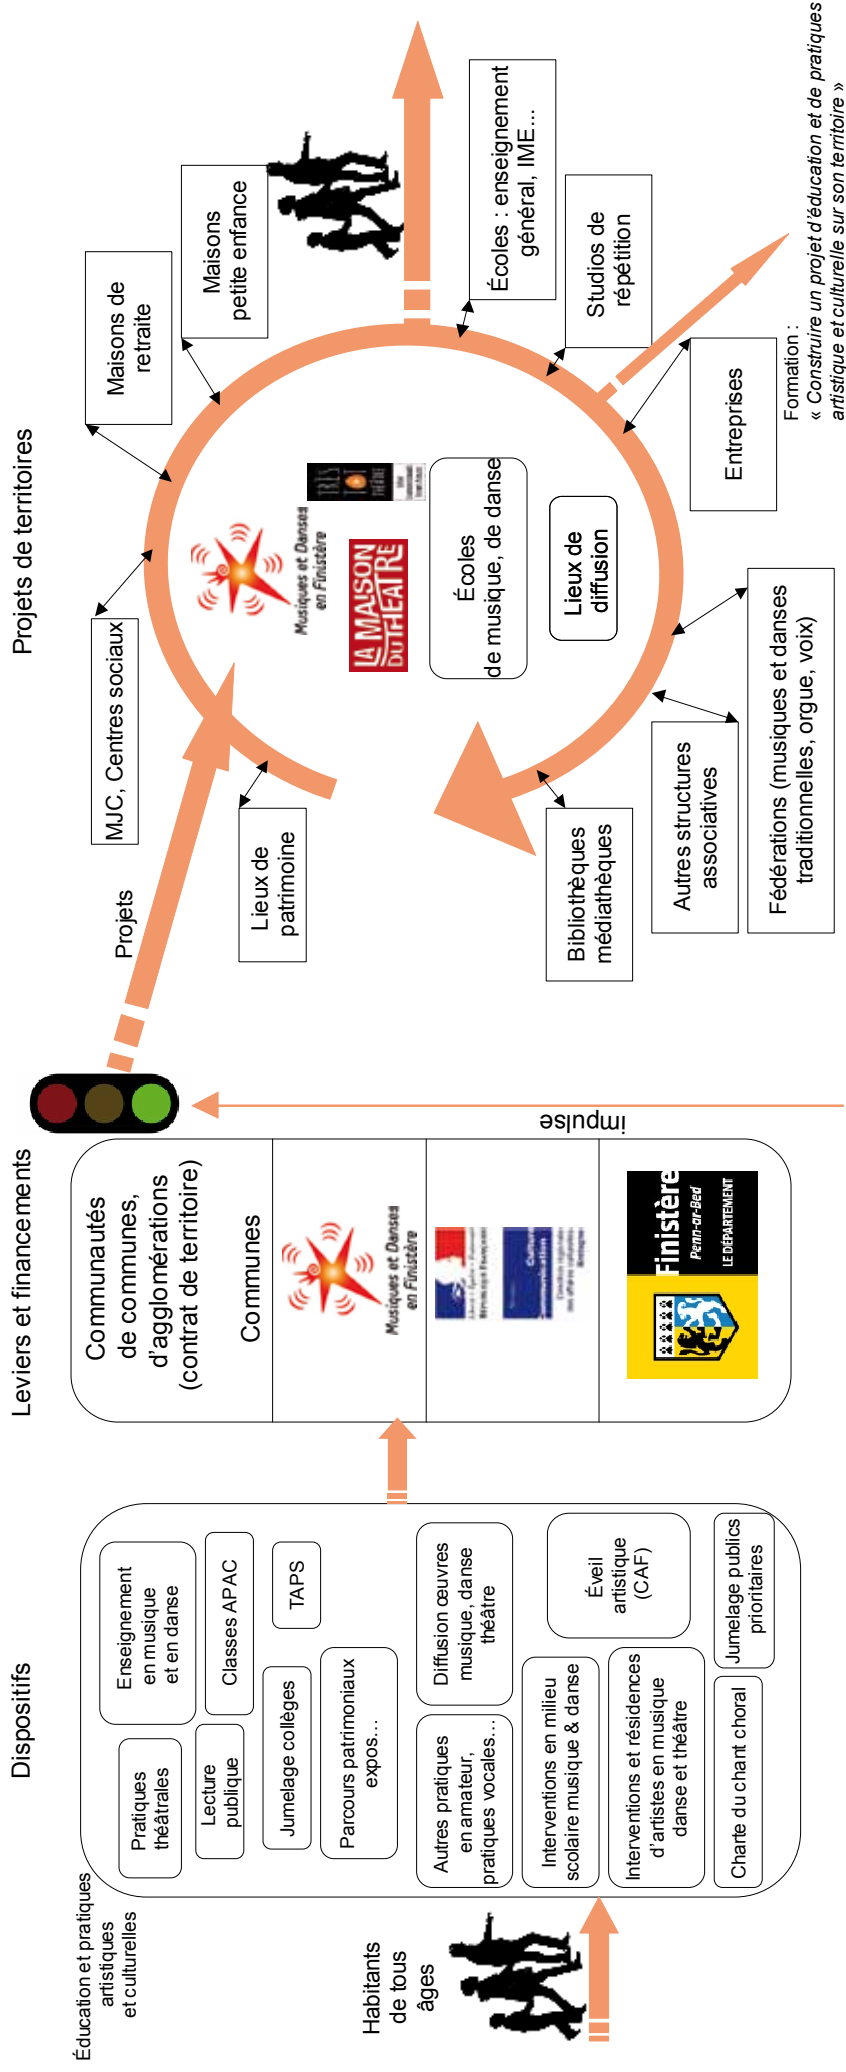 Éducation et pratiques
artistiques
et culturelles
Habitants
de tous
âges
Dispositifs
Pratiques
théâtrales
Enseignement
en musique
et en danse
Lecture
publique
Classes APAC
Jumelage collèges
TAPS
Parcours patrimoniaux
expos…
Autres pratiques
en amateur,
pratiques vocales…
Diffusion œuvres
musique, danse
théâtre
Interventions en milieu
scolaire musique & danse
Éveil
artistique
(CAF)
Interventions et résidences
d’artistes en musique
danse et théâtre
Charte du chant choral
Jumelage publics
prioritaires
Leviers et financements
Communautés
de communes,
d’agglomérations
(contrat de territoire)
Communes
Musiques et Danses
en Finistère
Liberté • Égalité • Fraternité
RÉPUBLIQUE FRANÇAISE
Finistère
Penn-ar-Bed
LE DÉPARTEMENT
impulse
Projets
Projets de territoires
Lieux de
patrimoine
MJC, Centres sociaux
Maisons de
retraite
Maisons
petite enfance
Écoles : enseignement
général, IME…
Studios de
répétition
Entreprises
Fédérations (musiques et danses
traditionnelles, orgue, voix)
Autres structures
associatives
Bibliothèques
médiathèques
Musiques et Danses
en Finistère
LA MAISON
DU THÉATRE
TRÈS
TÔT
THÉÂTRE
Écoles
de musique, de danse
Lieux de
diffusion
Formation :
« Construire un projet d’éducation et de pratiques
artistique et culturelle sur son territoire »